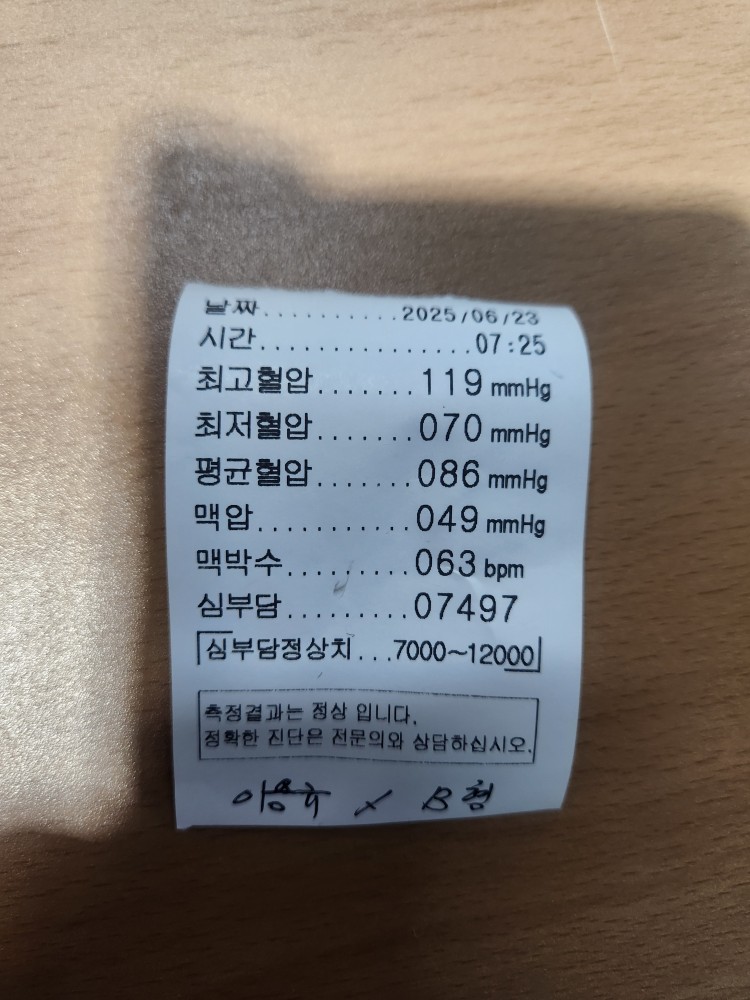 날짜..........2025/06/23
시간.................07:25
최고혈압.......119 mmHg
최저혈압.......070 mmHg
평균혈압.......086 mmHg
맥압............049 mmHg
맥박수.........063 bpm
심부담.........07497
심부담정상치...7000~12000
측정결과는 정상 입니다.
정확한 진단은 전문의와 상담하십시오.
B형